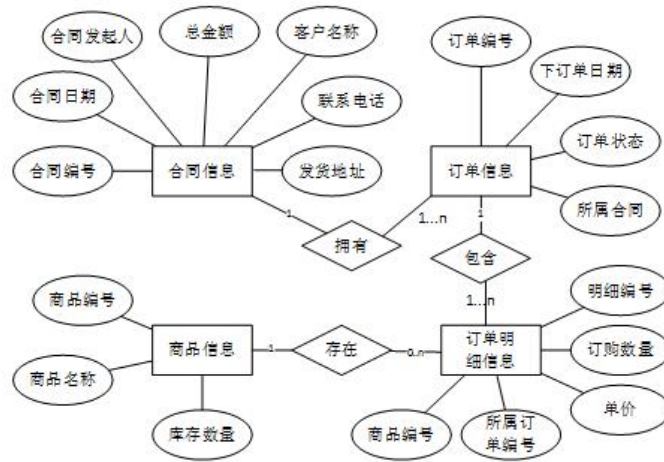 合同发起人
总金额
客户名称
订单编号
合同日期
联系电话
下订单日期
合同编号
合同信息
发货地址
订单信息
订单状态
所属合同
1
拥有
1...n
1
包含
1...n
商品编号
商品名称
商品信息
库存数量
1
存在
0.n
订单明
细信息
明细编号
订购数量
单价
商品编号
所属订
单编号